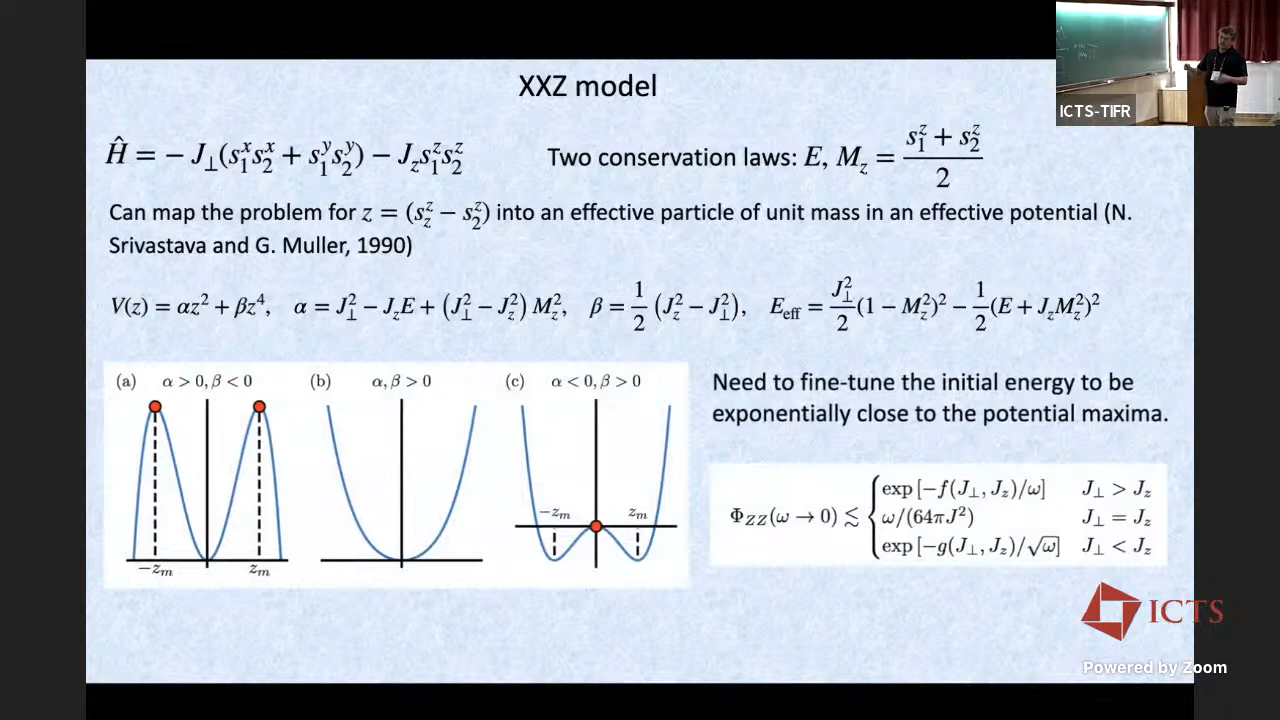 XXZ model
Ĥ = − J⊥(s₁ˣs₂ˣ + s₁ʸs₂ʸ) − J_z s₁ᶻs₂ᶻ
Two conservation laws: E, M_z = (s₁ᶻ + s₂ᶻ)/2
Can map the problem for z = (s_z^z − s₂ᶻ) into an effective particle of unit mass in an effective potential (N.
Srivastava and G. Muller, 1990)
V(z) = αz² + βz⁴, α = J⊥² − J_zE + (J⊥² − J_z²) M_z², β = 1/2 (J_z² − J⊥²), E_eff = J⊥²/2 (1 − M_z²)² − 1/2 (E + J_zM_z²)²
(a) α > 0, β < 0 (b) α, β > 0 (c) α < 0, β > 0
−z_m z_m
−z_m z_m
Need to fine-tune the initial energy to be
exponentially close to the potential maxima.
Φ_ZZ(ω → 0) ≲ { exp [−f(J⊥, J_z)/ω] J⊥ > J_z
ω/(64πJ²) J⊥ = J_z
exp [−g(J⊥, J_z)/√ω] J⊥ < J_z
ICTS-TIFR
ICTS
Powered by Zoom